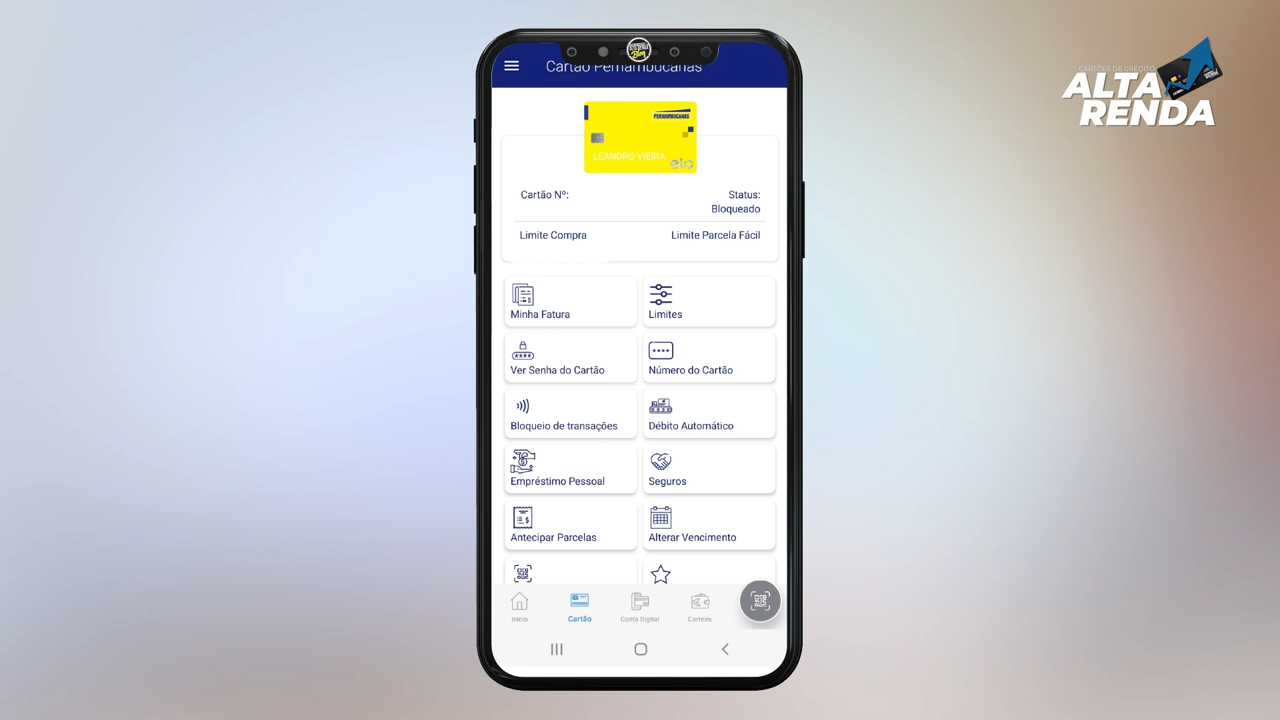 Cartão Pernambucanas
CARTÕES DE CRÉDITO
ALTA
RENDA
PERNAMBUCANAS
LEANDRO VIEIRA
elo
Cartão Nº:
Status:
Bloqueado
Limite Compra
Limite Parcela Fácil
Minha Fatura
Limites
Ver Senha do Cartão
Número do Cartão
Bloqueio de transações
Débito Automático
Empréstimo Pessoal
Seguros
Antecipar Parcelas
Alterar Vencimento
Início
Cartão
Conta Digital
Carteira